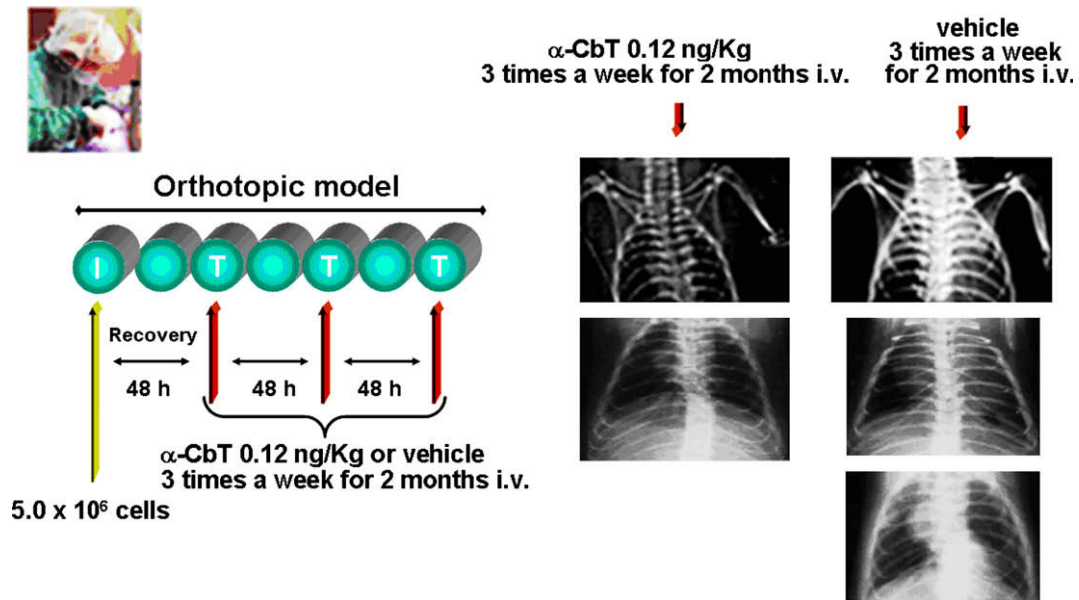 α-CbT 0.12 ng/Kg
3 times a week for 2 months i.v.
vehicle
3 times a week
for 2 months i.v.
Orthotopic model
I T T T
Recovery
48 h 48 h 48 h
α-CbT 0.12 ng/Kg or vehicle
3 times a week for 2 months i.v.
5.0 x 10⁶ cells